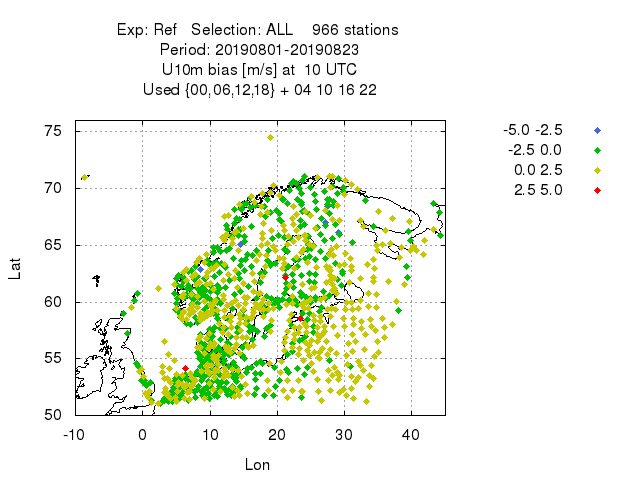 Exp: Ref   Selection: ALL    966 stations
Period: 20190801-20190823
U10m bias [m/s] at  10 UTC
Used {00,06,12,18} + 04 10 16 22
-5.0 -2.5
-2.5 0.0
0.0 2.5
2.5 5.0
75
70
65
60
55
50
Lat
-10 0 10 20 30 40
Lon